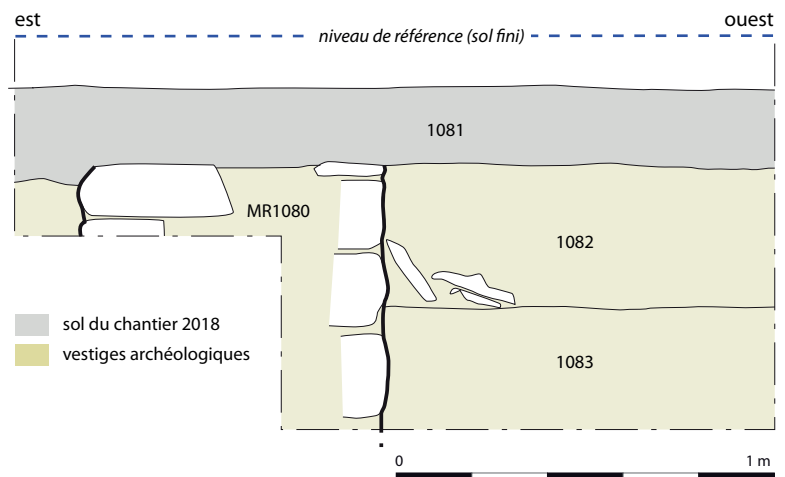 est
ouest
niveau de référence (sol fini)
1081
MR1080
1082
sol du chantier 2018
vestiges archéologiques
1083
0
1 m